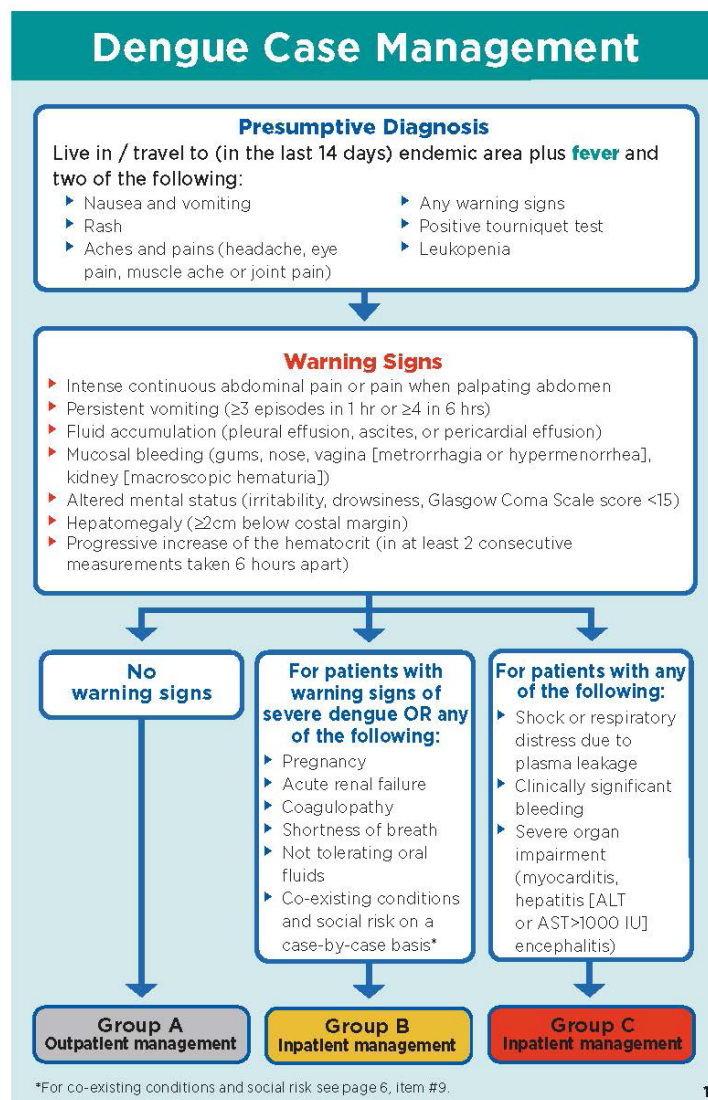 Dengue Case Management
Presumptive Diagnosis
Live in / travel to (in the last 14 days) endemic area plus fever and
two of the following:
▶ Nausea and vomiting
▶ Rash
▶ Aches and pains (headache, eye
pain, muscle ache or joint pain)
▶ Any warning signs
▶ Positive tourniquet test
▶ Leukopenia
Warning Signs
▶ Intense continuous abdominal pain or pain when palpating abdomen
▶ Persistent vomiting (≥3 episodes in 1 hr or ≥4 in 6 hrs)
▶ Fluid accumulation (pleural effusion, ascites, or pericardial effusion)
▶ Mucosal bleeding (gums, nose, vagina [metrorrhagia or hypermenorrhea],
kidney [macroscopic hematuria])
▶ Altered mental status (irritability, drowsiness, Glasgow Coma Scale score <15)
▶ Hepatomegaly (≥2cm below costal margin)
▶ Progressive increase of the hematocrit (in at least 2 consecutive
measurements taken 6 hours apart)
No
warning signs
For patients with
warning signs of
severe dengue OR any
of the following:
▶ Pregnancy
▶ Acute renal failure
▶ Coagulopathy
▶ Shortness of breath
▶ Not tolerating oral
fluids
▶ Co-existing conditions
and social risk on a
case-by-case basis*
For patients with any
of the following:
▶ Shock or respiratory
distress due to
plasma leakage
▶ Clinically significant
bleeding
▶ Severe organ
impairment
(myocarditis,
hepatitis [ALT
or AST>1000 IU]
encephalitis)
Group A
Outpatient management
Group B
Inpatient management
Group C
Inpatient management
*For co-existing conditions and social risk see page 6, item #9.
1